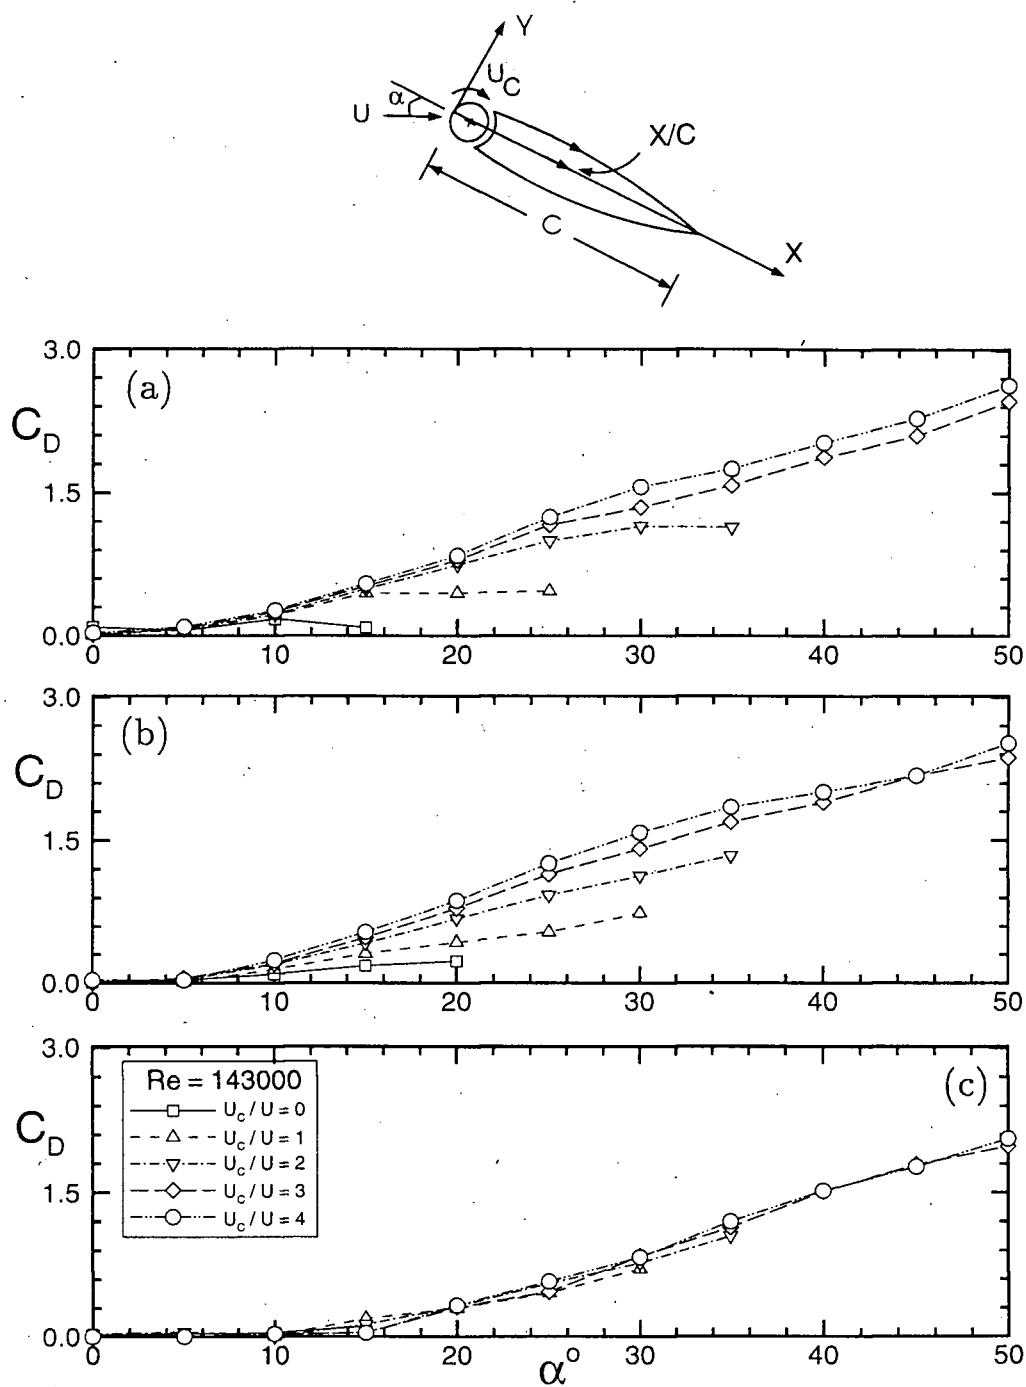 Y
U_C
α
U
X/C
C
X
3.0
(a)
C_D
1.5
0.0
0 10 20 30 40 50
3.0
(b)
C_D
1.5
0.0
0 10 20 30 40 50
3.0
(c)
Re = 143000
U_c / U = 0
C_D
U_c / U = 1
U_c / U = 2
1.5
U_c / U = 3
U_c / U = 4
0.0
0 10 20 30 40 50
α°